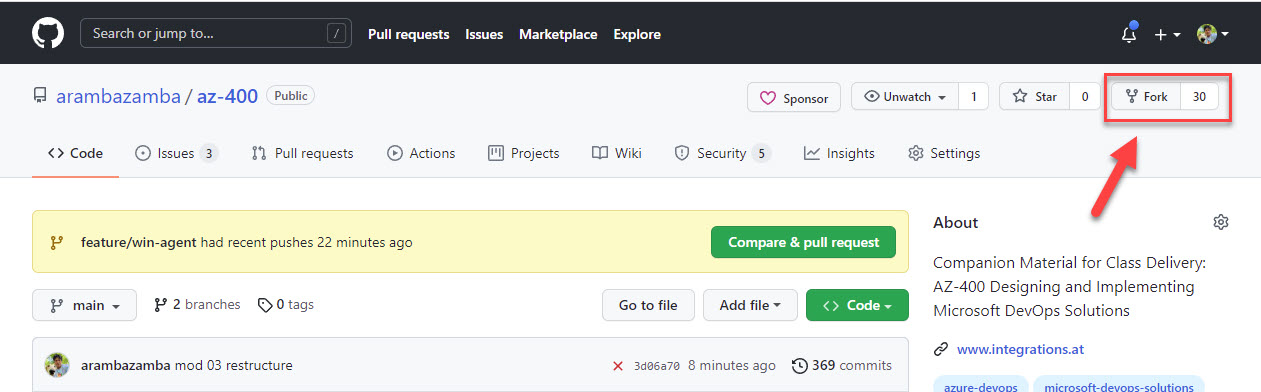 Search or jump to... / Pull requests Issues Marketplace Explore
arambazamba / az-400 Public Sponsor Unwatch 1 Star 0 Fork 30
Code Issues 3 Pull requests Actions Projects Wiki Security 5 Insights Settings
feature/win-agent had recent pushes 22 minutes ago Compare & pull request
main 2 branches 0 tags Go to file Add file Code
arambazamba mod 03 restructure 3d06a70 8 minutes ago 369 commits
About
Companion Material for Class Delivery:
AZ-400 Designing and Implementing
Microsoft DevOps Solutions
www.integrations.at
azure-devops microsoft-devops-solutions